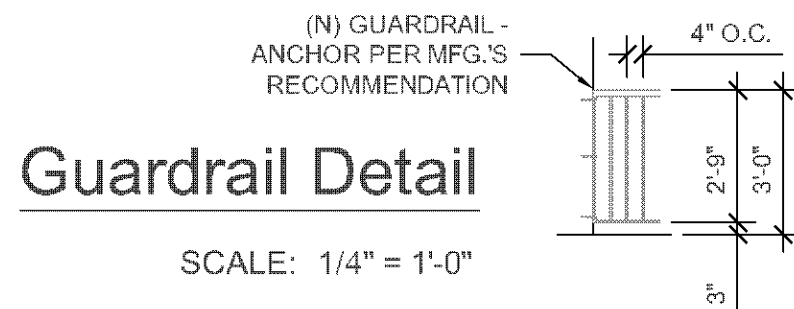 (N) GUARDRAIL -
ANCHOR PER MFG.'S
RECOMMENDATION
4" O.C.
2'-9"
3'-0"
3"
Guardrail Detail
SCALE: 1/4" = 1'-0"